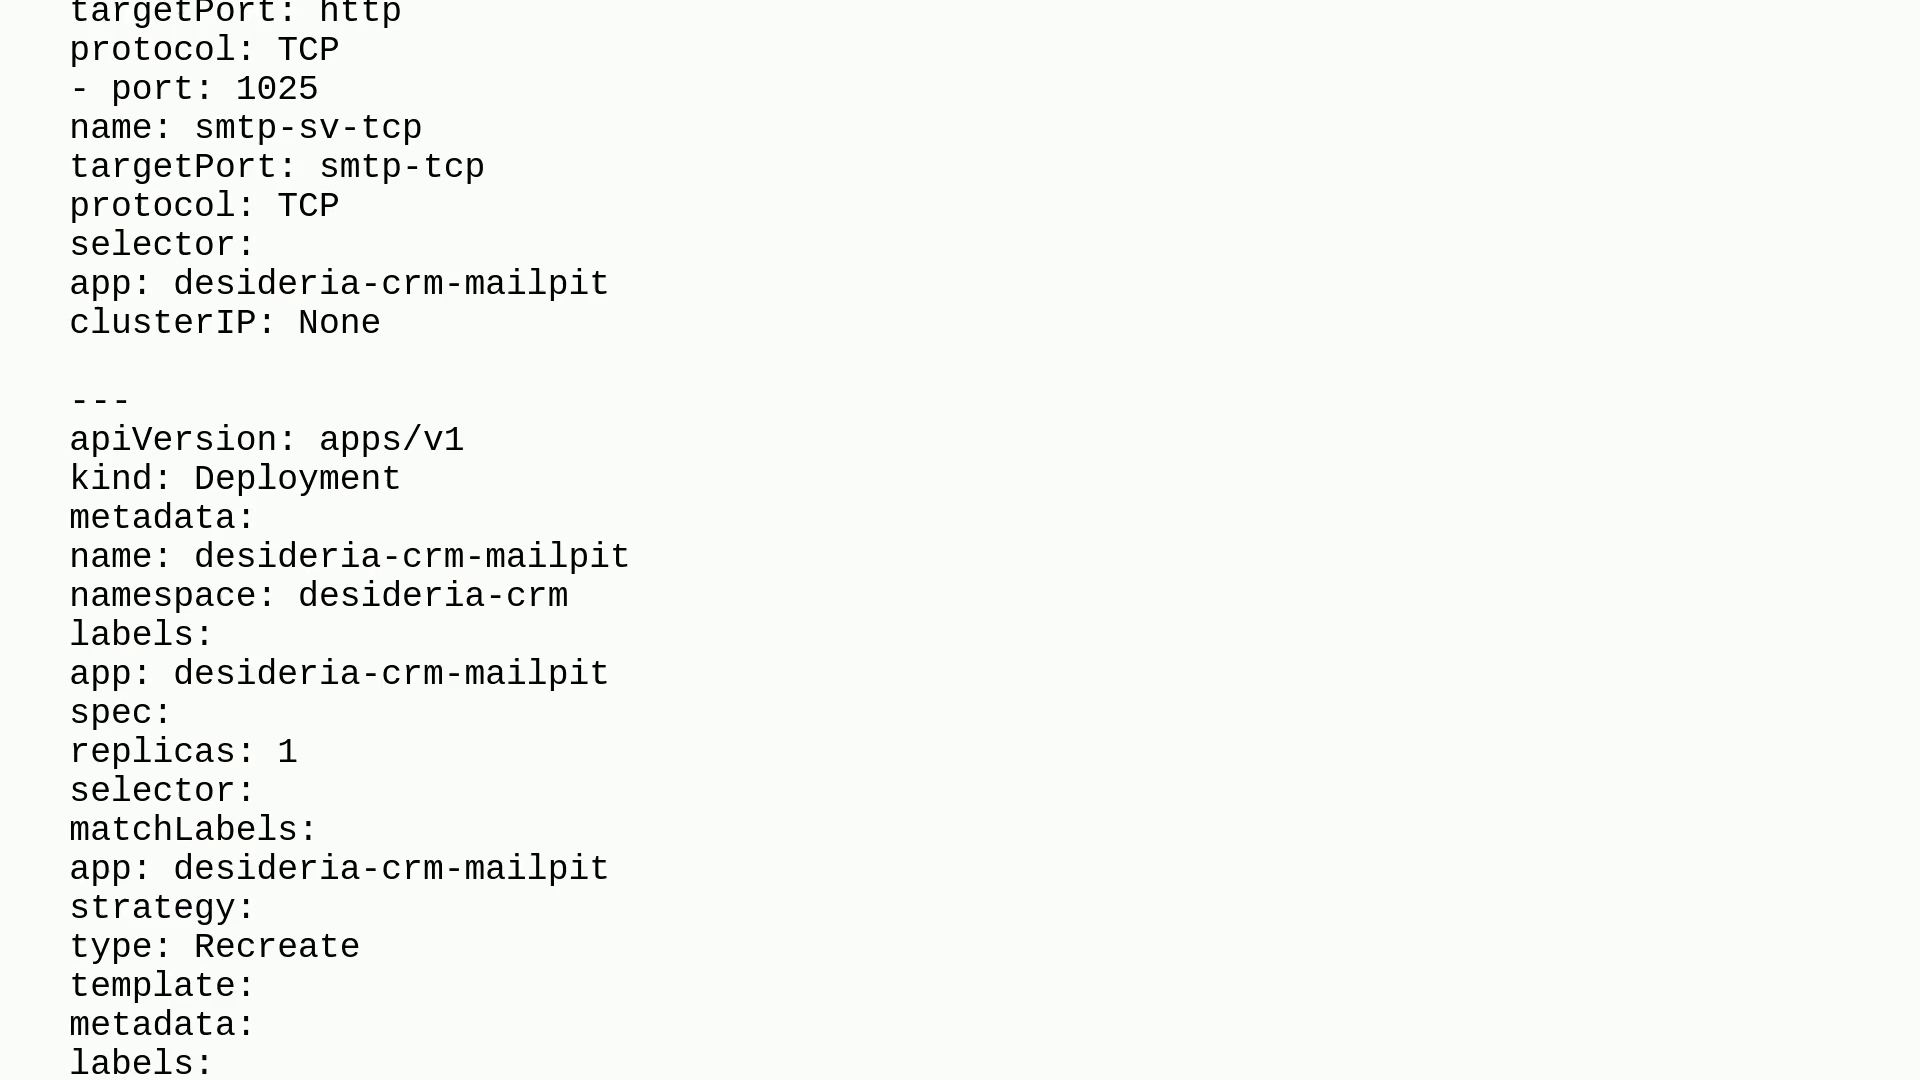 targetPort: http
protocol: TCP
- port: 1025
name: smtp-sv-tcp
targetPort: smtp-tcp
protocol: TCP
selector:
app: desideria-crm-mailpit
clusterIP: None

---
apiVersion: apps/v1
kind: Deployment
metadata:
name: desideria-crm-mailpit
namespace: desideria-crm
labels:
app: desideria-crm-mailpit
spec:
replicas: 1
selector:
matchLabels:
app: desideria-crm-mailpit
strategy:
type: Recreate
template:
metadata:
labels: